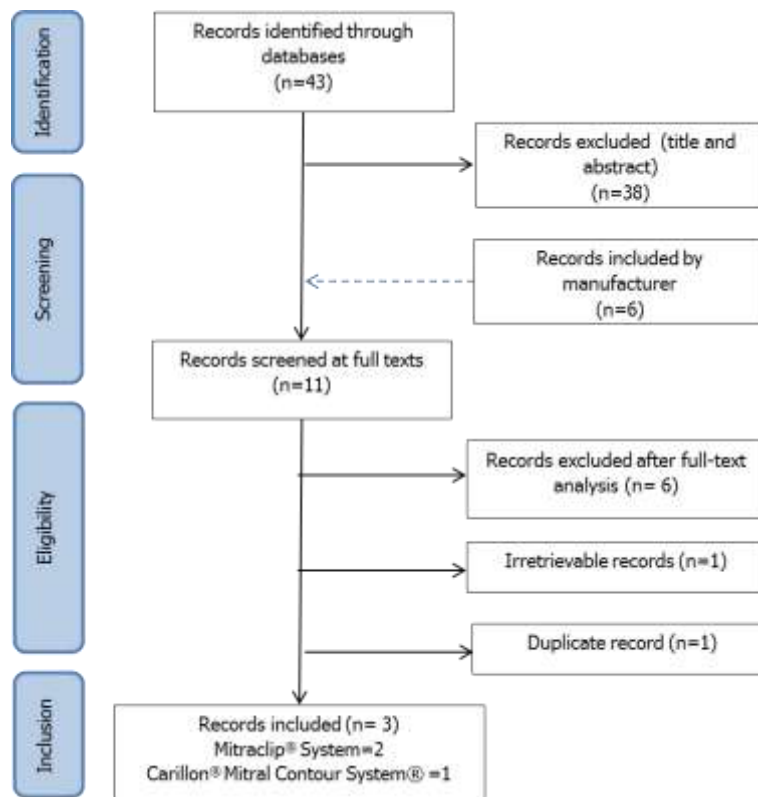 Identification
Records identified through
databases
(n=43)
Records excluded (title and
abstract)
(n=38)
Screening
Records included by
manufacturer
(n=6)
Records screened at full texts
(n=11)
Eligibility
Records excluded after full-text
analysis (n= 6)
Irretrievable records (n=1)
Duplicate record (n=1)
Inclusion
Records included (n= 3)
Mitraclip® System=2
Carillon® Mitral Contour System® =1